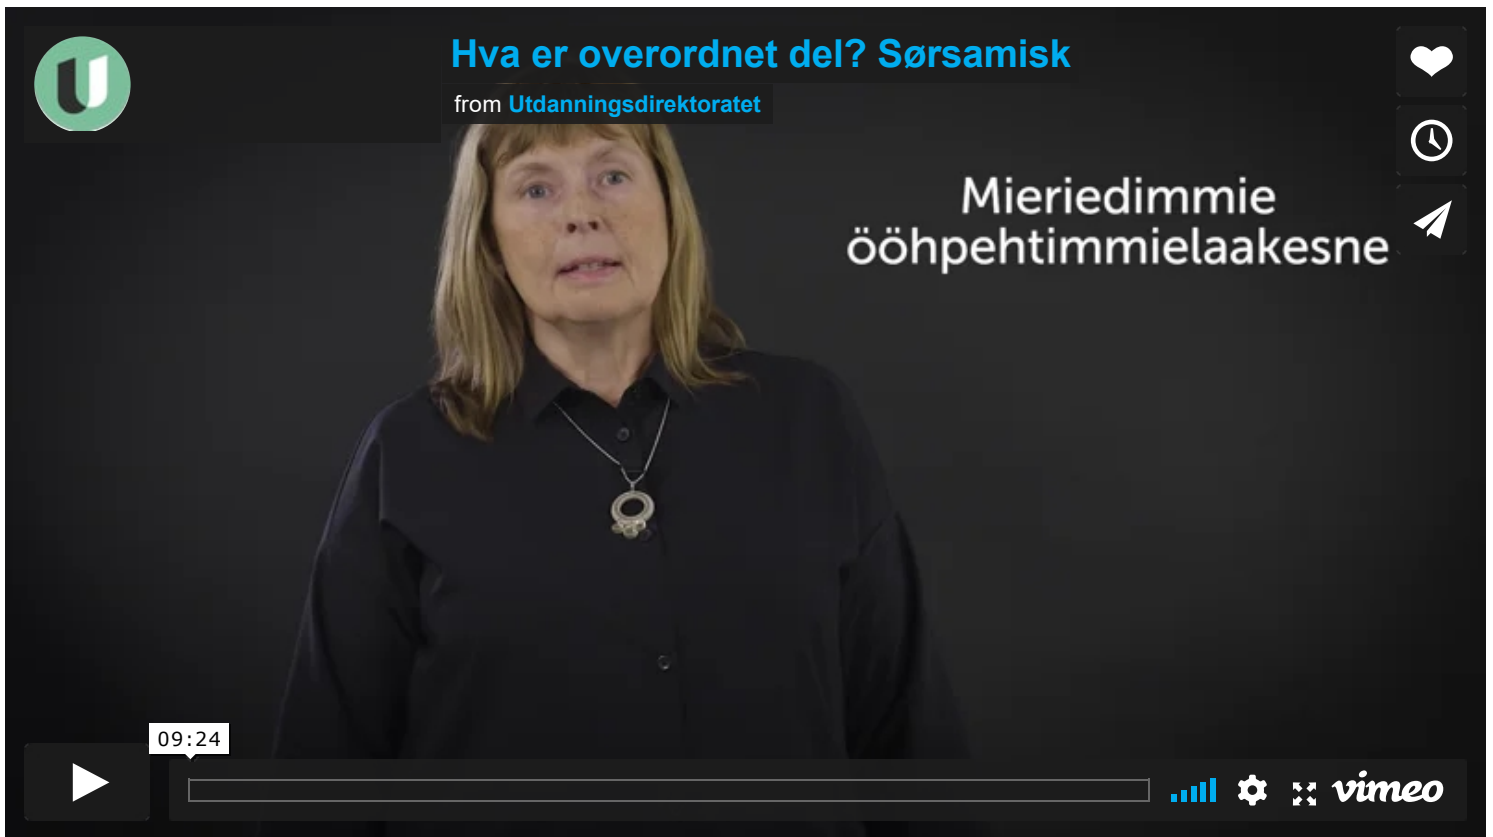 U
Hva er overordnet del? Sørsamisk
from Utdanningsdirektoratet
Mieriedimmie
ööhpehtimmielaakesne
09:24
vimeo